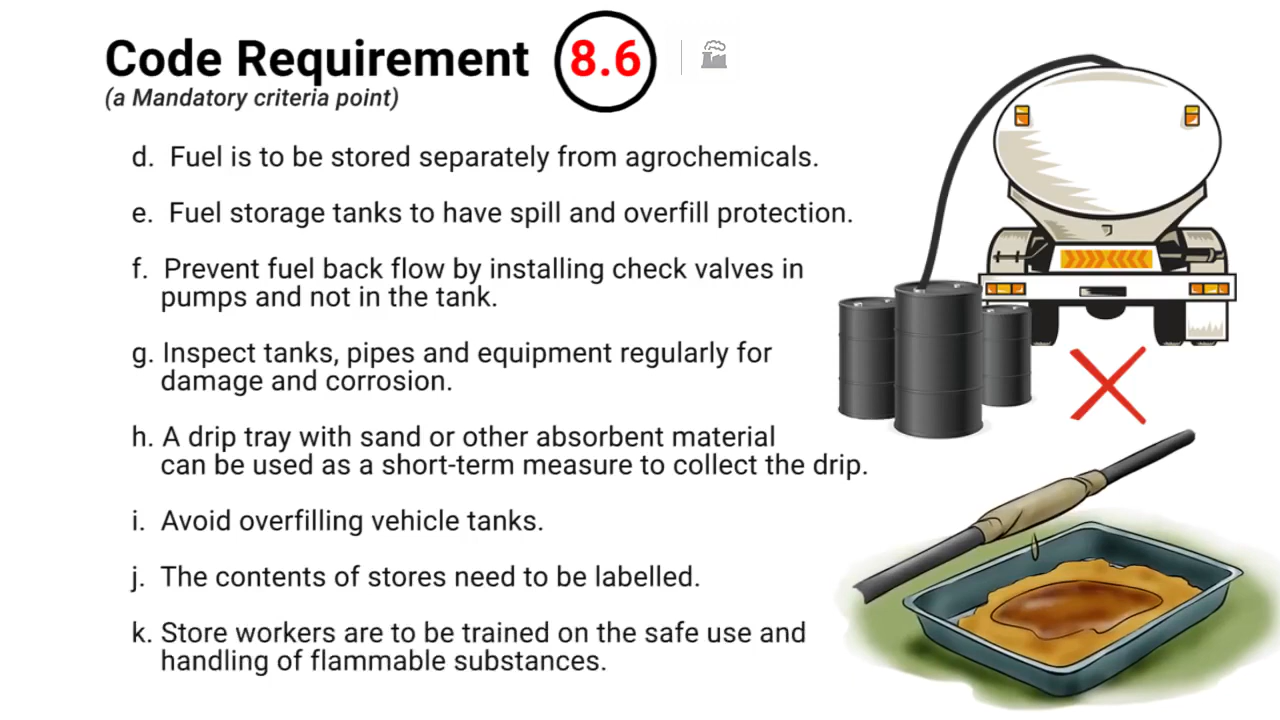 Code Requirement 8.6
(a Mandatory criteria point)
d. Fuel is to be stored separately from agrochemicals.
e. Fuel storage tanks to have spill and overfill protection.
f. Prevent fuel back flow by installing check valves in
pumps and not in the tank.
g. Inspect tanks, pipes and equipment regularly for
damage and corrosion.
h. A drip tray with sand or other absorbent material
can be used as a short-term measure to collect the drip.
i. Avoid overfilling vehicle tanks.
j. The contents of stores need to be labelled.
k. Store workers are to be trained on the safe use and
handling of flammable substances.